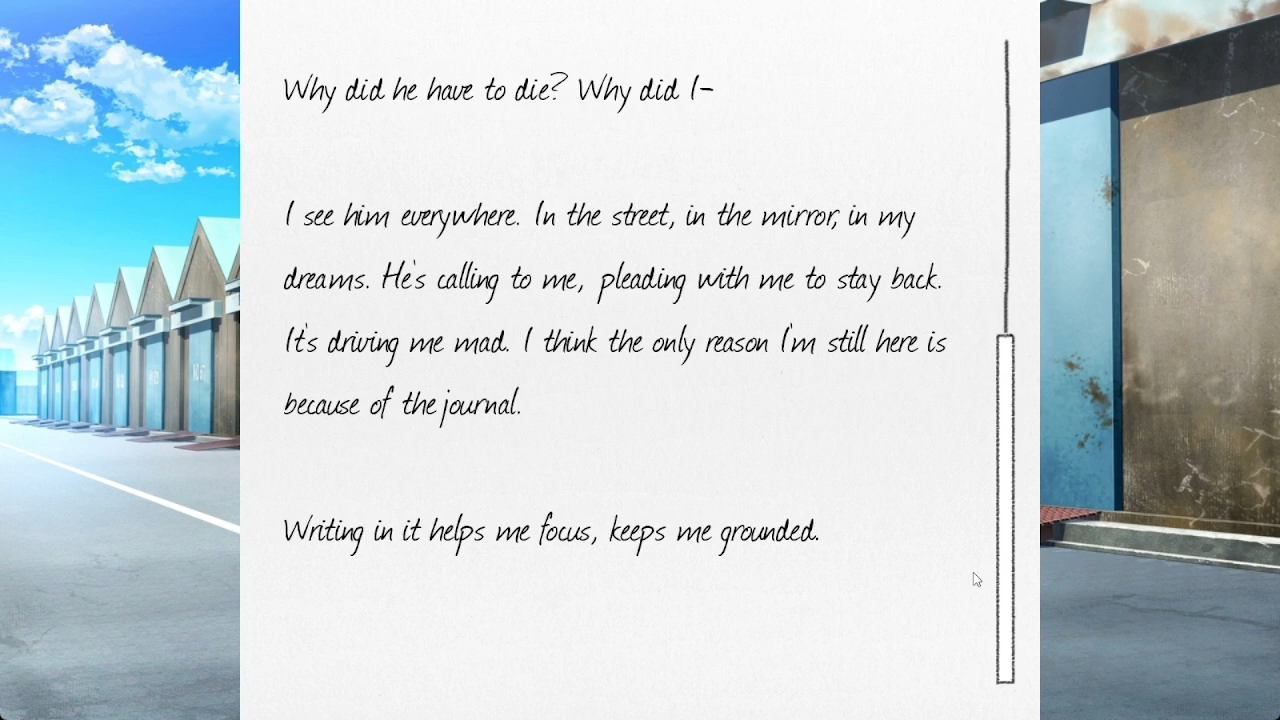 Why did he have to die? Why did I-
I see him everywhere. In the street, in the mirror, in my
dreams. He's calling to me, pleading with me to stay back.
It's driving me mad. I think the only reason I'm still here is
because of the journal.
Writing in it helps me focus, keeps me grounded.